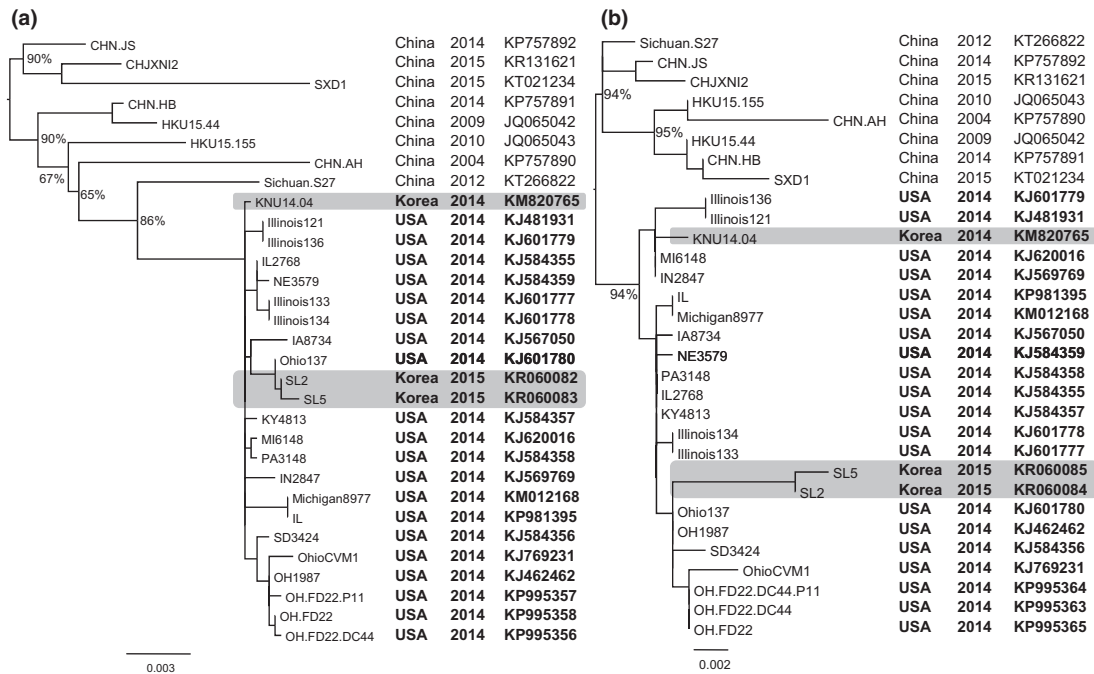 (a)
CHN.JS China 2014 KP757892
90%
CHJXNI2 China 2015 KR131621
SXD1 China 2015 KT021234
CHN.HB China 2014 KP757891
HKU15.44 China 2009 JQ065042
90%
HKU15.155 China 2010 JQ065043
CHN.AH China 2004 KP757890
67%
Sichuan.S27 China 2012 KT266822
65%
KNU14.04 Korea 2014 KM820765
86%
Illinois121 USA 2014 KJ481931
Illinois136 USA 2014 KJ601779
IL2768 USA 2014 KJ584355
NE3579 USA 2014 KJ584359
Illinois133 USA 2014 KJ601777
Illinois134 USA 2014 KJ601778
IA8734 USA 2014 KJ567050
Ohio137 USA 2014 KJ601780
SL2 Korea 2015 KR060082
SL5 Korea 2015 KR060083
KY4813 USA 2014 KJ584357
MI6148 USA 2014 KJ620016
PA3148 USA 2014 KJ584358
IN2847 USA 2014 KJ569769
Michigan8977 USA 2014 KM012168
IL USA 2014 KP981395
SD3424 USA 2014 KJ584356
OhioCVM1 USA 2014 KJ769231
OH1987 USA 2014 KJ462462
OH.FD22.P11 USA 2014 KP995357
OH.FD22 USA 2014 KP995358
OH.FD22.DC44 USA 2014 KP995356
0.003
(b)
Sichuan.S27 China 2012 KT266822
CHN.JS China 2014 KP757892
CHJXNI2 China 2015 KR131621
94%
HKU15.155 China 2010 JQ065043
CHN.AH China 2004 KP757890
95%
HKU15.44 China 2009 JQ065042
CHN.HB China 2014 KP757891
SXD1 China 2015 KT021234
Illinois136 USA 2014 KJ601779
Illinois121 USA 2014 KJ481931
KNU14.04 Korea 2014 KM820765
MI6148 USA 2014 KJ620016
IN2847 USA 2014 KJ569769
94%
IL USA 2014 KP981395
Michigan8977 USA 2014 KM012168
IA8734 USA 2014 KJ567050
NE3579 USA 2014 KJ584359
PA3148 USA 2014 KJ584358
IL2768 USA 2014 KJ584355
KY4813 USA 2014 KJ584357
Illinois134 USA 2014 KJ601778
Illinois133 USA 2014 KJ601777
SL5 Korea 2015 KR060085
SL2 Korea 2015 KR060084
Ohio137 USA 2014 KJ601780
OH1987 USA 2014 KJ462462
SD3424 USA 2014 KJ584356
OhioCVM1 USA 2014 KJ769231
OH.FD22.DC44.P11 USA 2014 KP995364
OH.FD22.DC44 USA 2014 KP995363
OH.FD22 USA 2014 KP995365
0.002